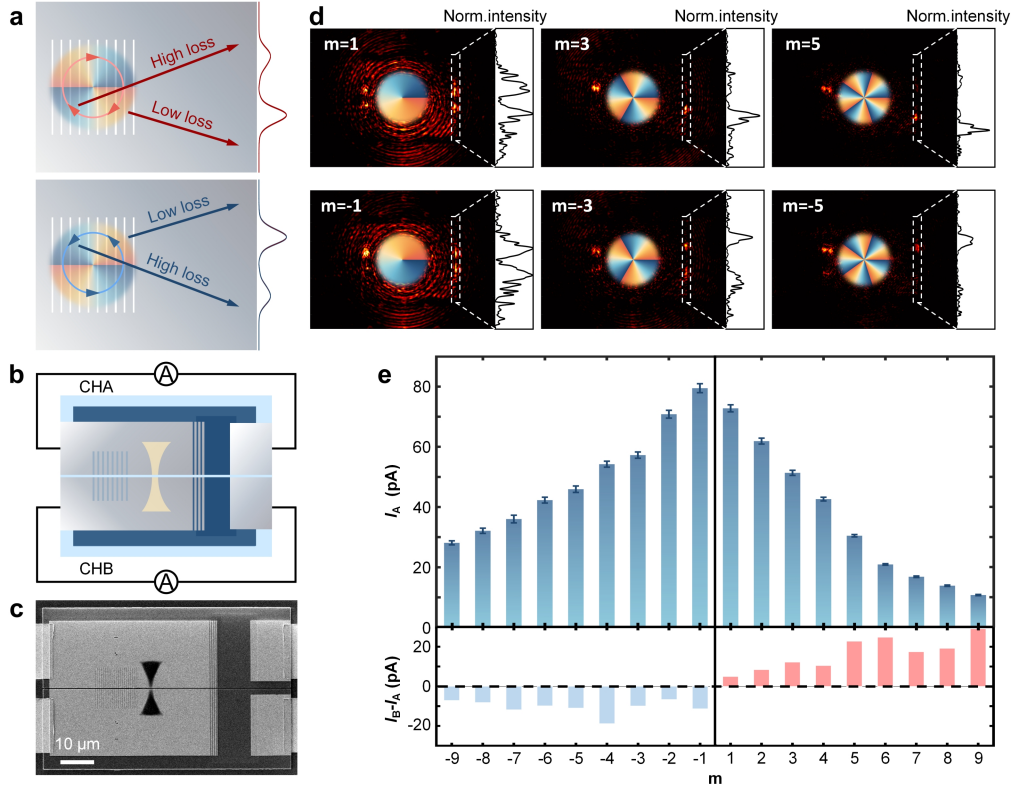 a
High loss
Low loss
Low loss
High loss
b
CHA
A
CHB
A
c
10 µm
d
Norm.intensity
Norm.intensity
Norm.intensity
m=1
m=3
m=5
m=-1
m=-3
m=-5
e
I_A (pA)
80
60
40
20
0
I_B-I_A (pA)
20
0
-20
-9 -8 -7 -6 -5 -4 -3 -2 -1 1 2 3 4 5 6 7 8 9
m